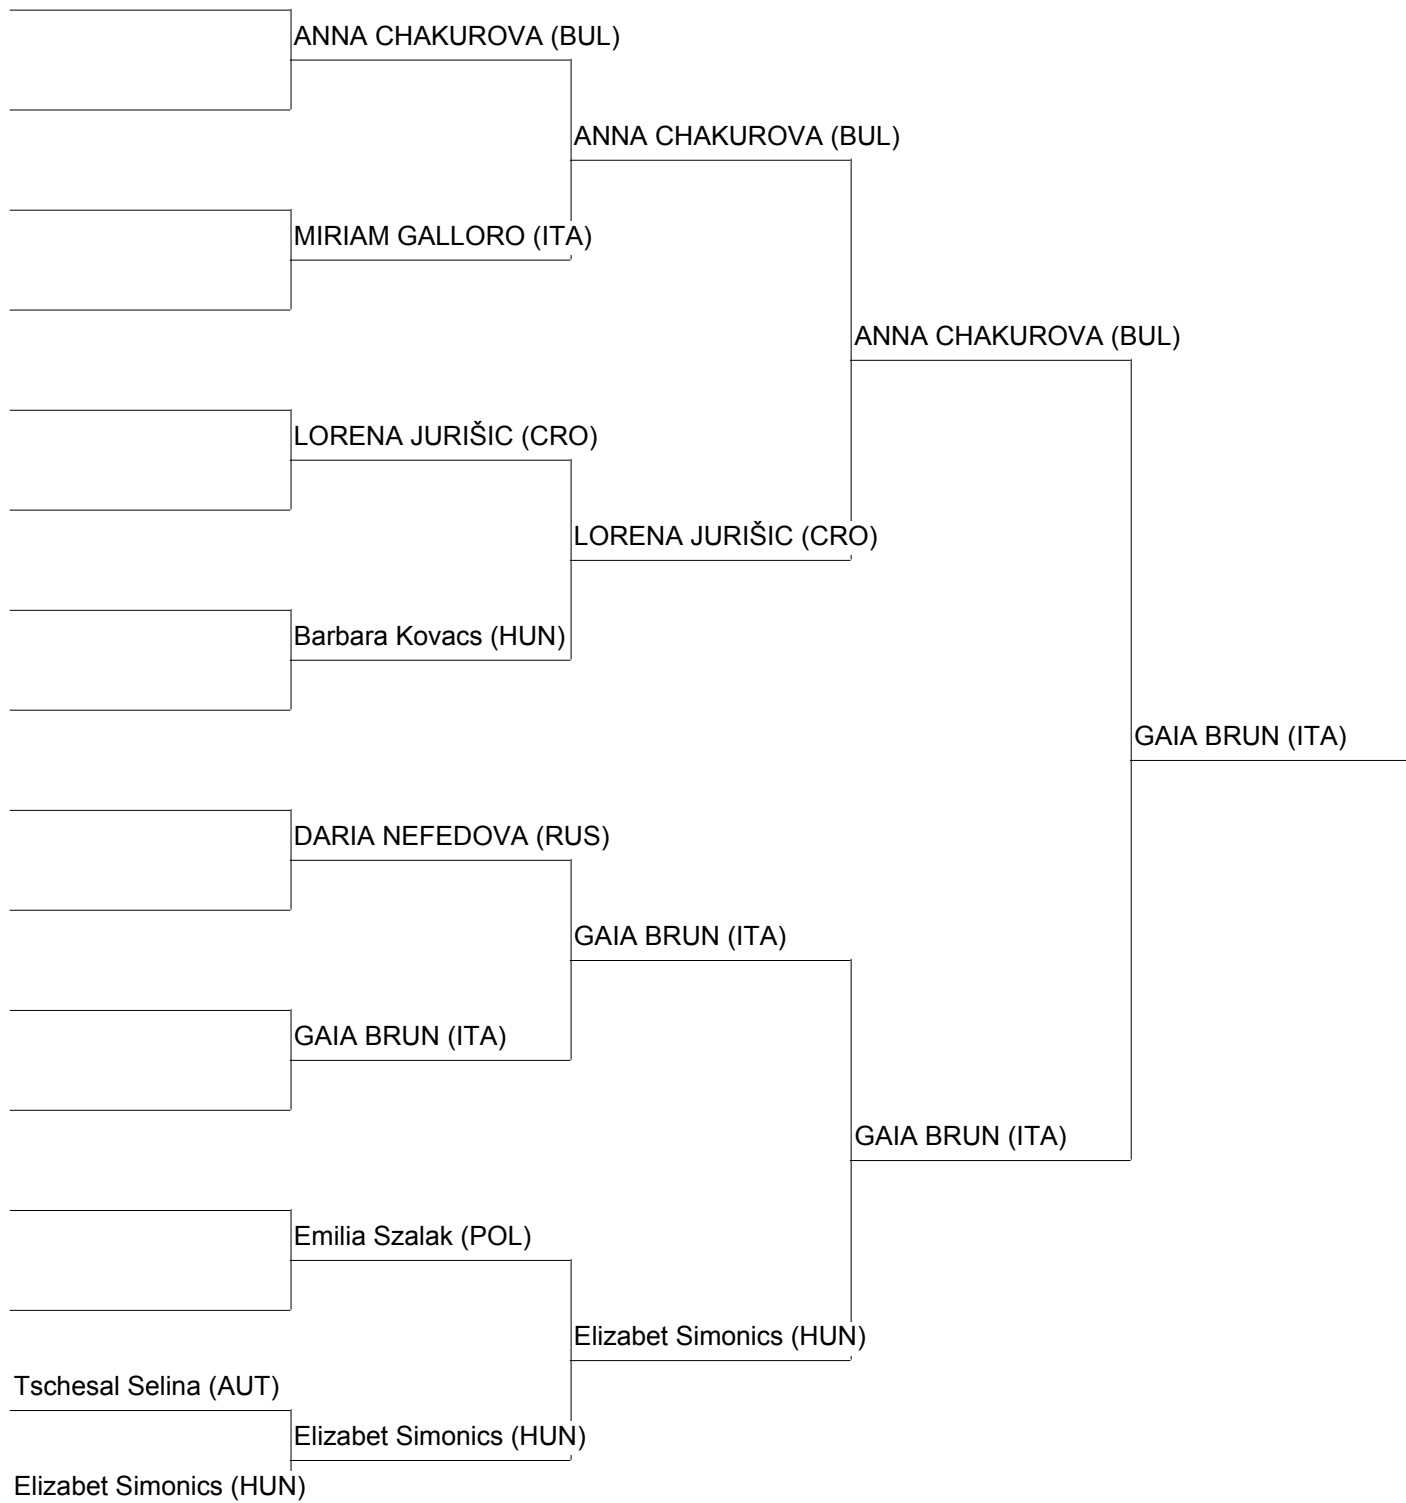 ANNA CHAKUROVA (BUL)
ANNA CHAKUROVA (BUL)
MIRIAM GALLORO (ITA)
ANNA CHAKUROVA (BUL)
LORENA JURIŠIC (CRO)
LORENA JURIŠIC (CRO)
Barbara Kovacs (HUN)
GAIA BRUN (ITA)
DARIA NEFEDOVA (RUS)
GAIA BRUN (ITA)
GAIA BRUN (ITA)
GAIA BRUN (ITA)
Emilia Szalak (POL)
Elizabet Simonics (HUN)
Tschesal Selina (AUT)
Elizabet Simonics (HUN)
Elizabet Simonics (HUN)